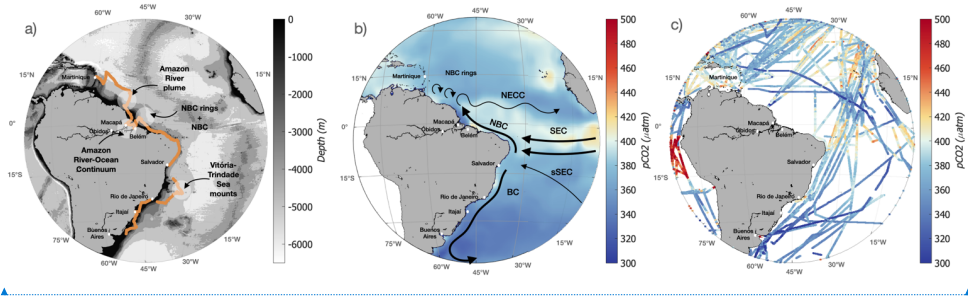 a)
60°W
45°W
30°W
15°N
Martinique
Amazon
River
plume
15°N
NBC rings
+
NBC
Macapá
0°
Óbidos
Belém
0°
Amazon
River-Ocean
Continuum
Salvador
Vitória-
Trindade
Sea
mounts
15°S
Rio de Janeiro
Itajaí
Buenos
Aires
75°W
60°W
45°W
30°W
15°W
0
−1000
−2000
−3000
−4000
−5000
−6000
Depth (m)
b)
60°W
45°W
30°W
15°N
NBC rings
Martinique
15°N
NECC
Macapá
NBC
SEC
0°
Óbidos
Belém
0°
Salvador
sSEC
15°S
BC
Rio de Janeiro
Itajaí
Buenos
Aires
75°W
60°W
45°W
30°W
15°W
500
480
460
440
420
400
380
360
340
320
300
pCO2 (μatm)
c)
60°W
45°W
30°W
15°N
Martinique
15°N
Macapá
0°
Óbidos
Belém
0°
Salvador
15°S
Rio de Janeiro
Itajaí
Buenos
Aires
75°W
60°W
45°W
30°W
15°W
500
480
460
440
420
400
380
360
340
320
300
pCO2 (μatm)